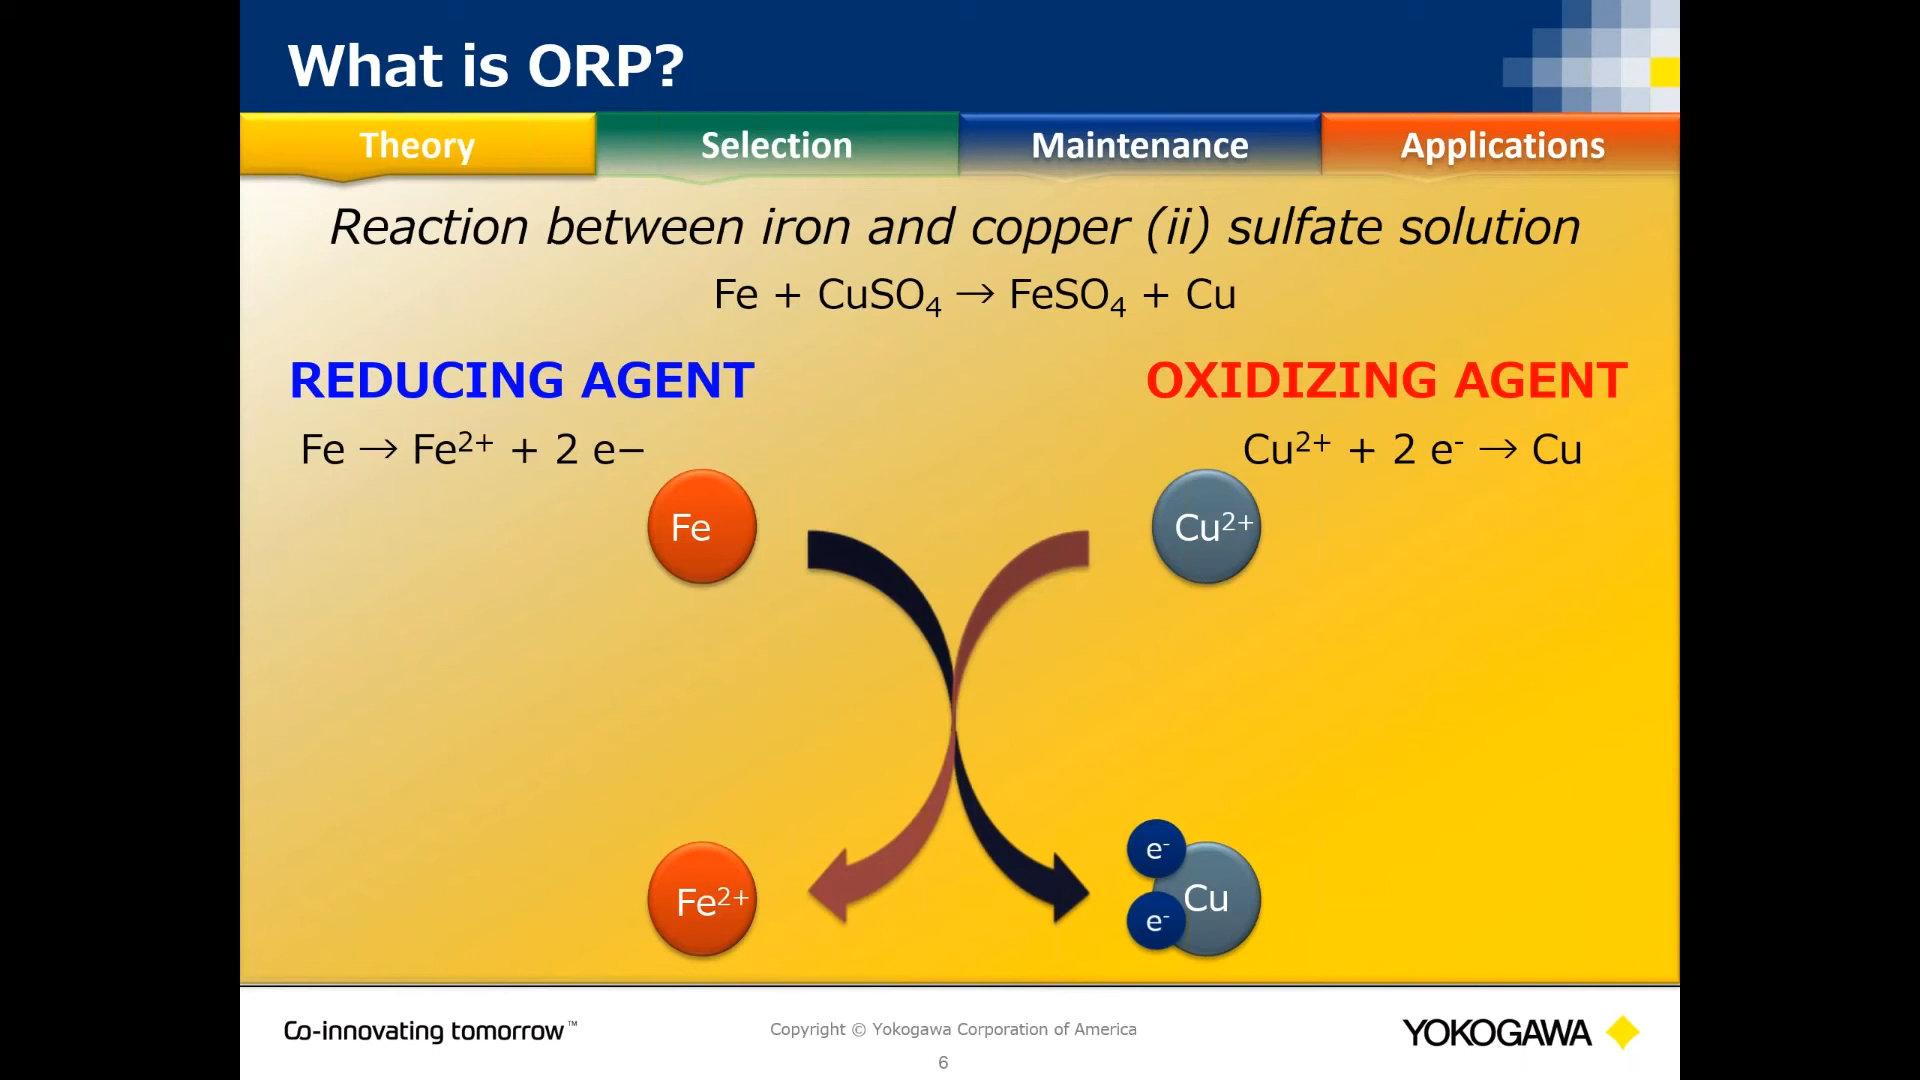 What is ORP?
Theory Selection Maintenance Applications
Reaction between iron and copper (ii) sulfate solution
Fe + CuSO₄ → FeSO₄ + Cu
REDUCING AGENT OXIDIZING AGENT
Fe → Fe²⁺ + 2 e− Cu²⁺ + 2 e⁻ → Cu
Fe Cu²⁺
e⁻
Fe²⁺ Cu
e⁻
Co-innovating tomorrow™ Copyright © Yokogawa Corporation of America YOKOGAWA
6